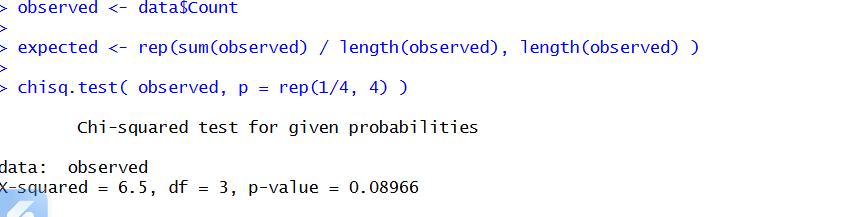 > observed <- data$Count
>
> expected <- rep(sum(observed) / length(observed), length(observed) )
>
> chisq.test( observed, p = rep(1/4, 4) )
Chi-squared test for given probabilities
data:  observed
X-squared = 6.5, df = 3, p-value = 0.08966